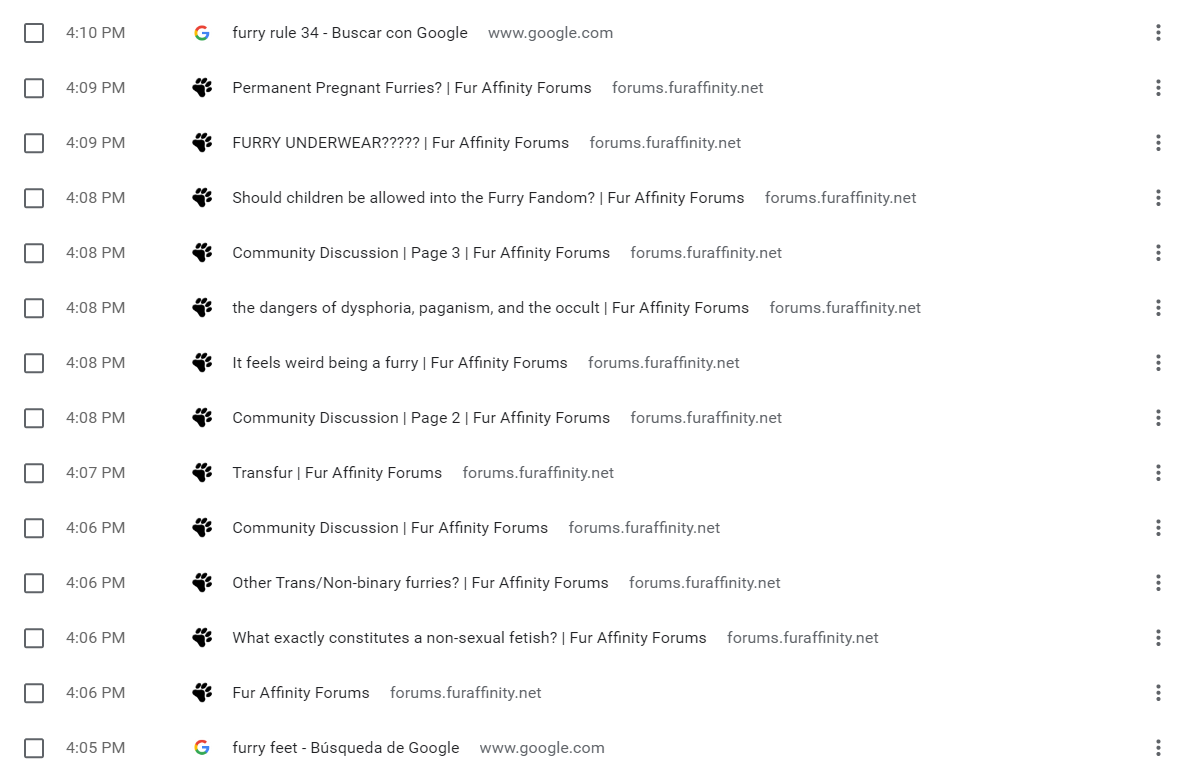 4:10 PM furry rule 34 - Buscar con Google www.google.com
4:09 PM Permanent Pregnant Furries? | Fur Affinity Forums forums.furaffinity.net
4:09 PM FURRY UNDERWEAR????? | Fur Affinity Forums forums.furaffinity.net
4:08 PM Should children be allowed into the Furry Fandom? | Fur Affinity Forums forums.furaffinity.net
4:08 PM Community Discussion | Page 3 | Fur Affinity Forums forums.furaffinity.net
4:08 PM the dangers of dysphoria, paganism, and the occult | Fur Affinity Forums forums.furaffinity.net
4:08 PM It feels weird being a furry | Fur Affinity Forums forums.furaffinity.net
4:08 PM Community Discussion | Page 2 | Fur Affinity Forums forums.furaffinity.net
4:07 PM Transfur | Fur Affinity Forums forums.furaffinity.net
4:06 PM Community Discussion | Fur Affinity Forums forums.furaffinity.net
4:06 PM Other Trans/Non-binary furries? | Fur Affinity Forums forums.furaffinity.net
4:06 PM What exactly constitutes a non-sexual fetish? | Fur Affinity Forums forums.furaffinity.net
4:06 PM Fur Affinity Forums forums.furaffinity.net
4:05 PM furry feet - Búsqueda de Google www.google.com